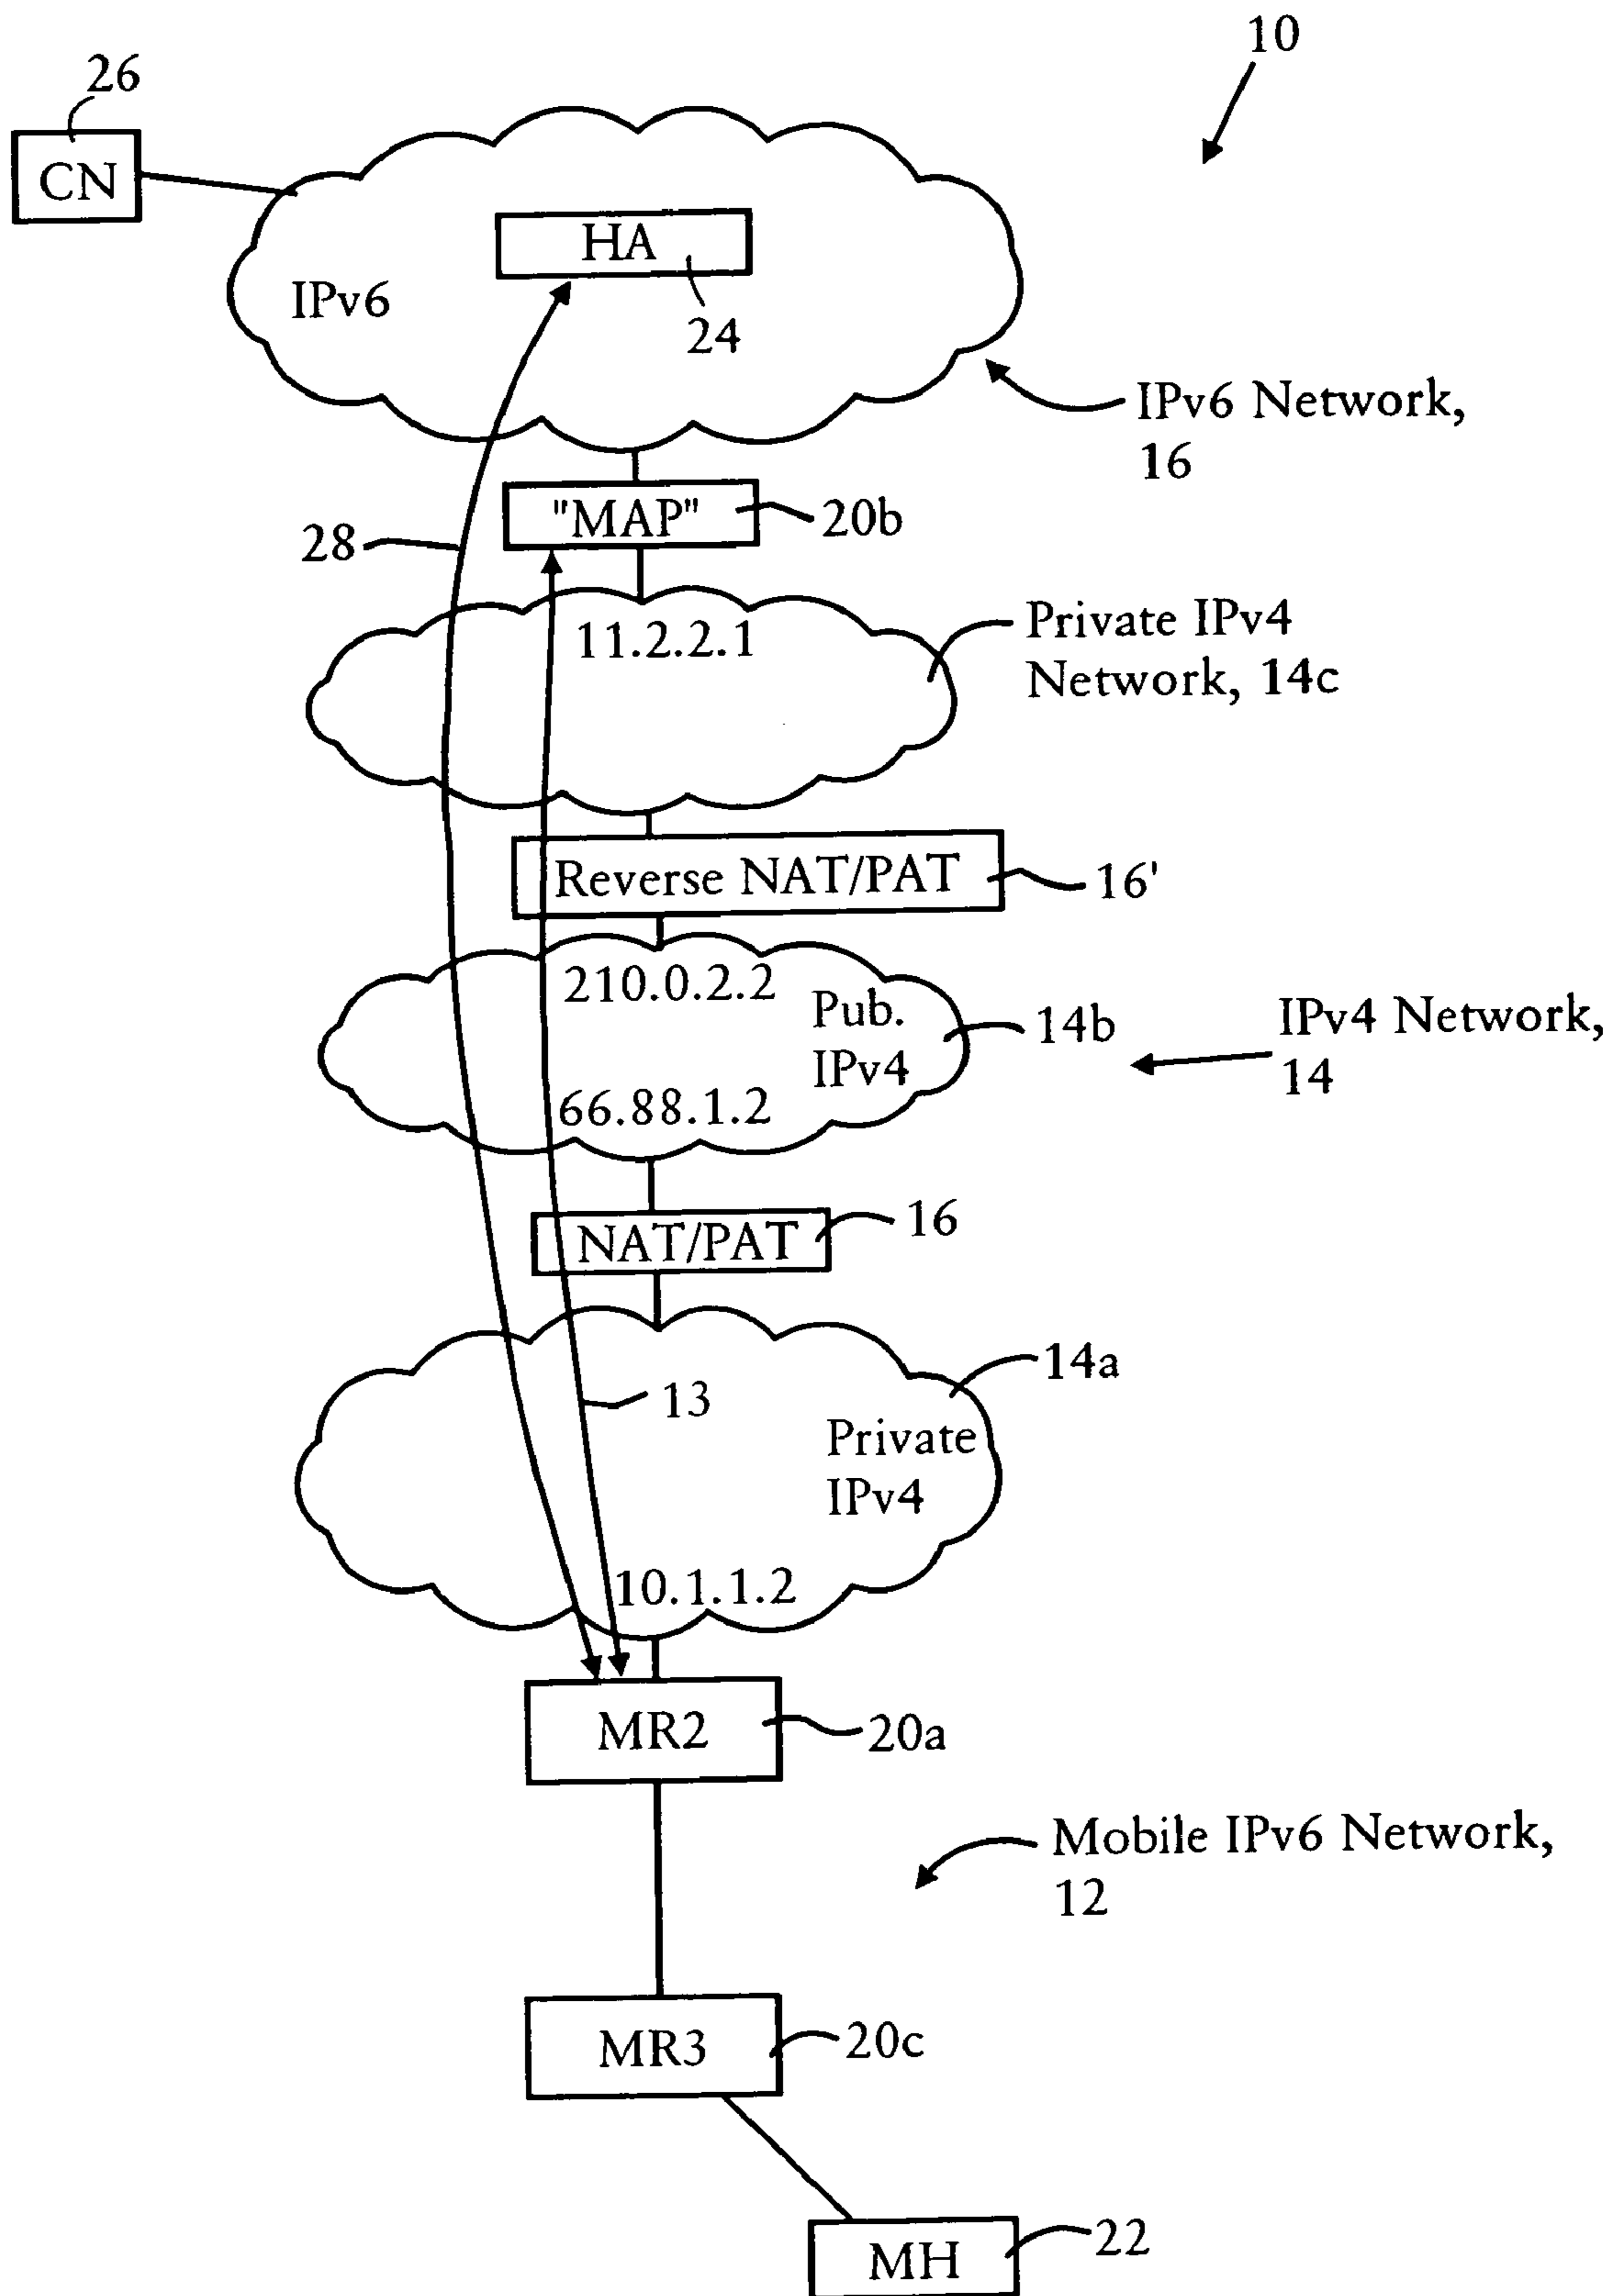 10
26
CN
HA
IPv6
24
IPv6 Network,
16
"MAP"
20b
28
11.2.2.1
Private IPv4
Network, 14c
Reverse NAT/PAT
16'
210.0.2.2
Pub.
IPv4
14b
IPv4 Network,
14
66.88.1.2
NAT/PAT
16
14a
13
Private
IPv4
10.1.1.2
MR2
20a
Mobile IPv6 Network,
12
MR3
20c
MH
22